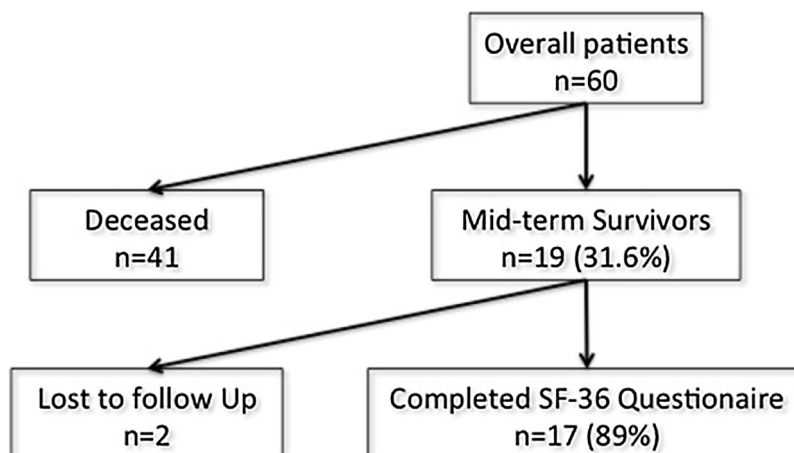 Overall patients
n=60
Deceased
n=41
Mid-term Survivors
n=19 (31.6%)
Lost to follow Up
n=2
Completed SF-36 Questionaire
n=17 (89%)